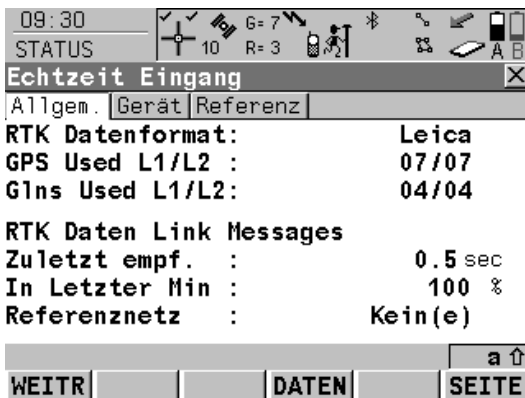 09:30
STATUS
10
G= 7
R= 3
A B
Echtzeit Eingang
Allgem. Gerät Referenz
RTK Datenformat: Leica
GPS Used L1/L2 : 07/07
Glns Used L1/L2: 04/04
RTK Daten Link Messages
Zuletzt empf. : 0.5 sec
In Letzter Min : 100 %
Referenznetz : Kein(e)
a
WEITR DATEN SEITE